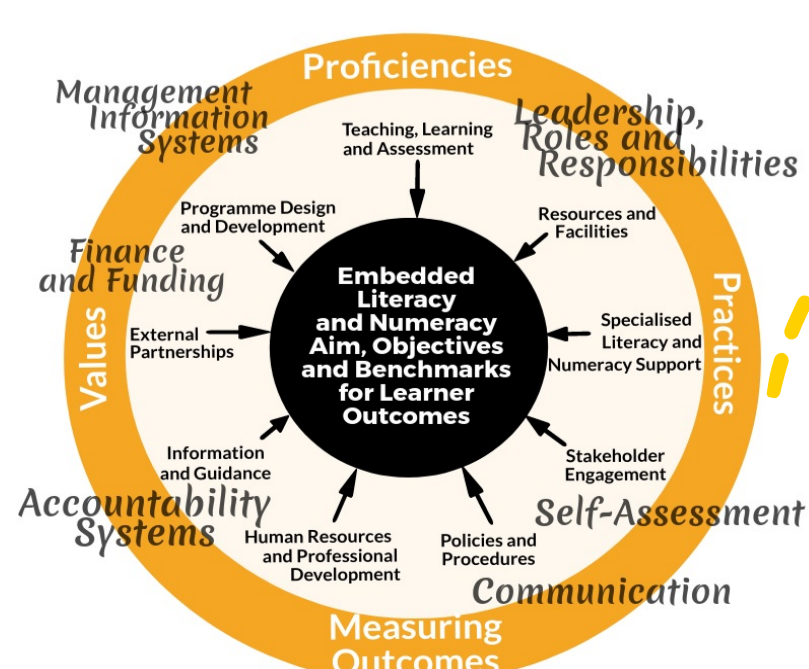 Proficiencies
Management
Information
Systems
Leadership,
Roles and
Responsibilities
Teaching, Learning
and Assessment
Programme Design
and Development
Resources and
Facilities
Finance
and Funding
Embedded
Literacy
and Numeracy
Aim, Objectives
and Benchmarks
for Learner
Outcomes
Values
External
Partnerships
Specialised
Literacy and
Numeracy Support
Practices
Information
and Guidance
Stakeholder
Engagement
Accountability
Systems
Self-Assessment
Human Resources
and Professional
Development
Policies and
Procedures
Communication
Measuring
Outcomes